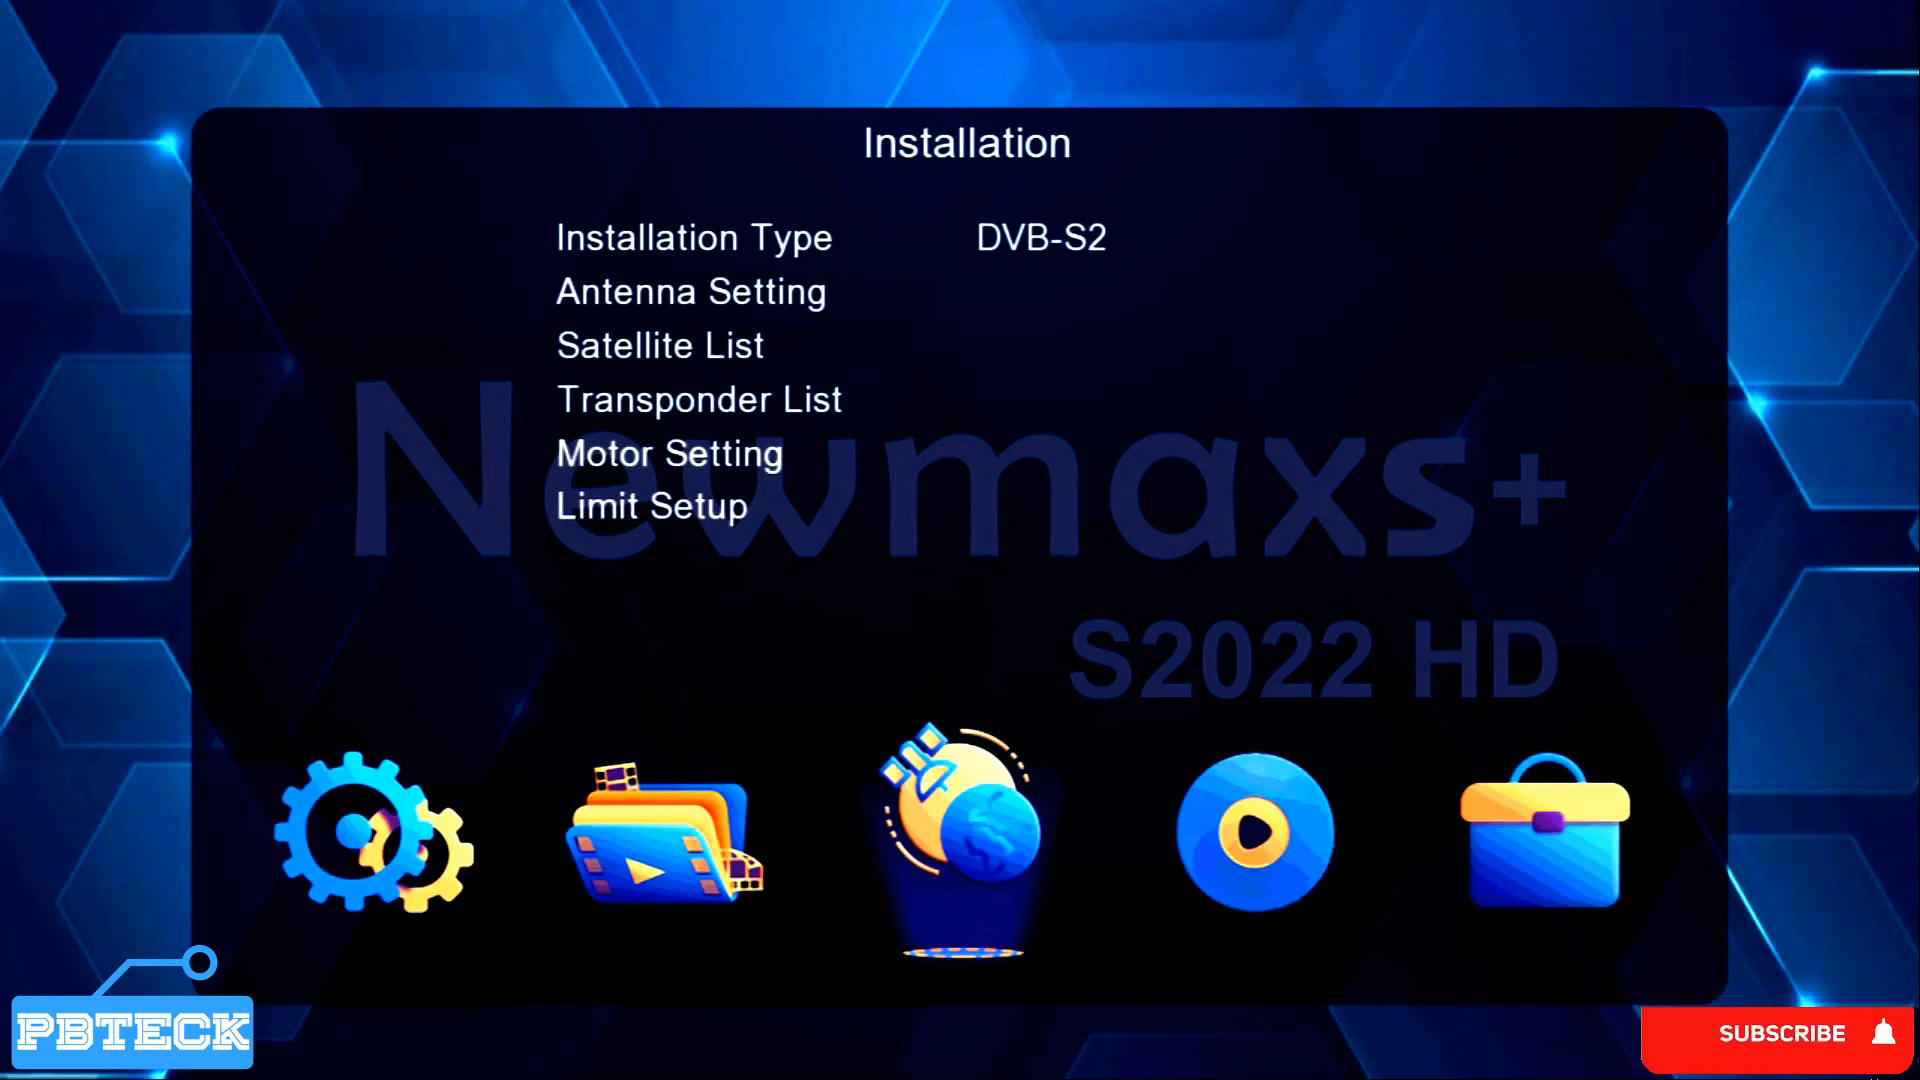 Installation
Installation Type DVB-S2
Antenna Setting
Satellite List
Transponder List
Motor Setting
Limit Setup
Newmaxs+
S2022 HD
PBTECK
SUBSCRIBE